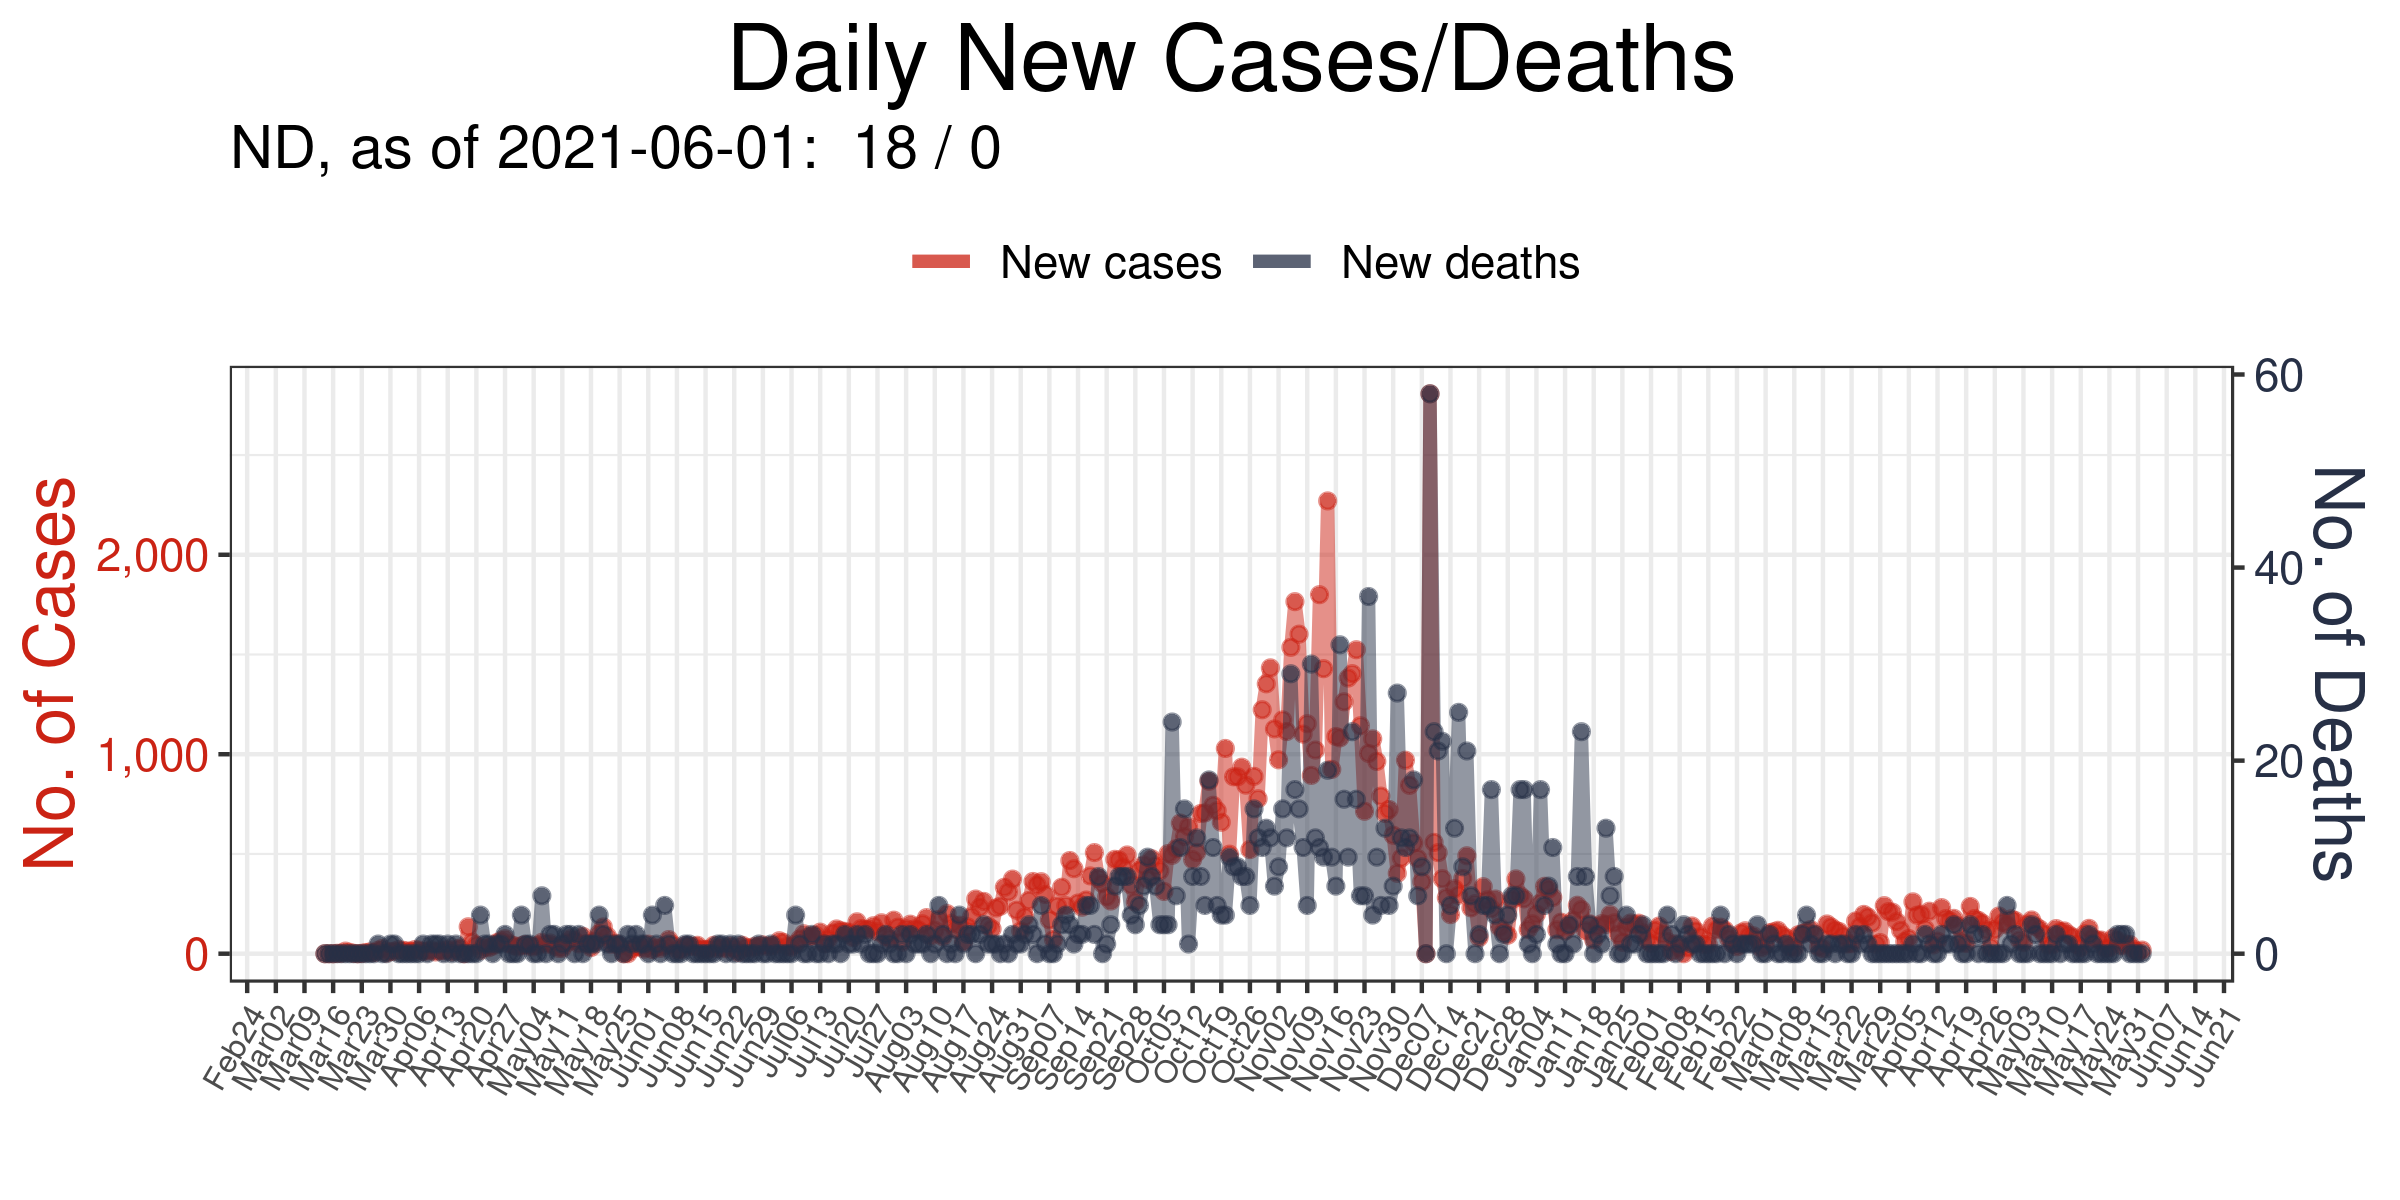 Daily New Cases/Deaths
ND, as of 2021-06-01: 18 / 0
New cases New deaths
No. of Cases
2,000
1,000
0
60
40
20
0
No. of Deaths
Feb24 Mar02 Mar09 Mar16 Mar23 Mar30 Apr06 Apr13 Apr20 Apr27 May04 May11 May18 May25 Jun01 Jun08 Jun15 Jun22 Jun29 Jul06 Jul13 Jul20 Jul27 Aug03 Aug10 Aug17 Aug24 Aug31 Sep07 Sep14 Sep21 Sep28 Oct05 Oct12 Oct19 Oct26 Nov02 Nov09 Nov16 Nov23 Nov30 Dec07 Dec14 Dec21 Dec28 Jan04 Jan11 Jan18 Jan25 Feb01 Feb08 Feb15 Feb22 Mar01 Mar08 Mar15 Mar22 Mar29 Apr05 Apr12 Apr19 Apr26 May03 May10 May17 May24 May31 Jun07 Jun14 Jun21